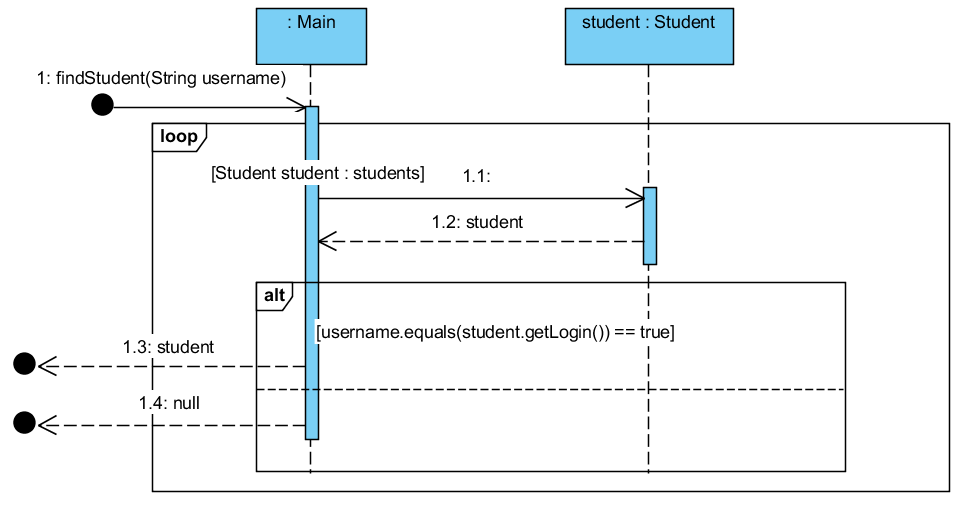 : Main
student : Student
1: findStudent(String username)
loop
[Student student : students]
1.1:
1.2: student
alt
[username.equals(student.getLogin()) == true]
1.3: student
1.4: null